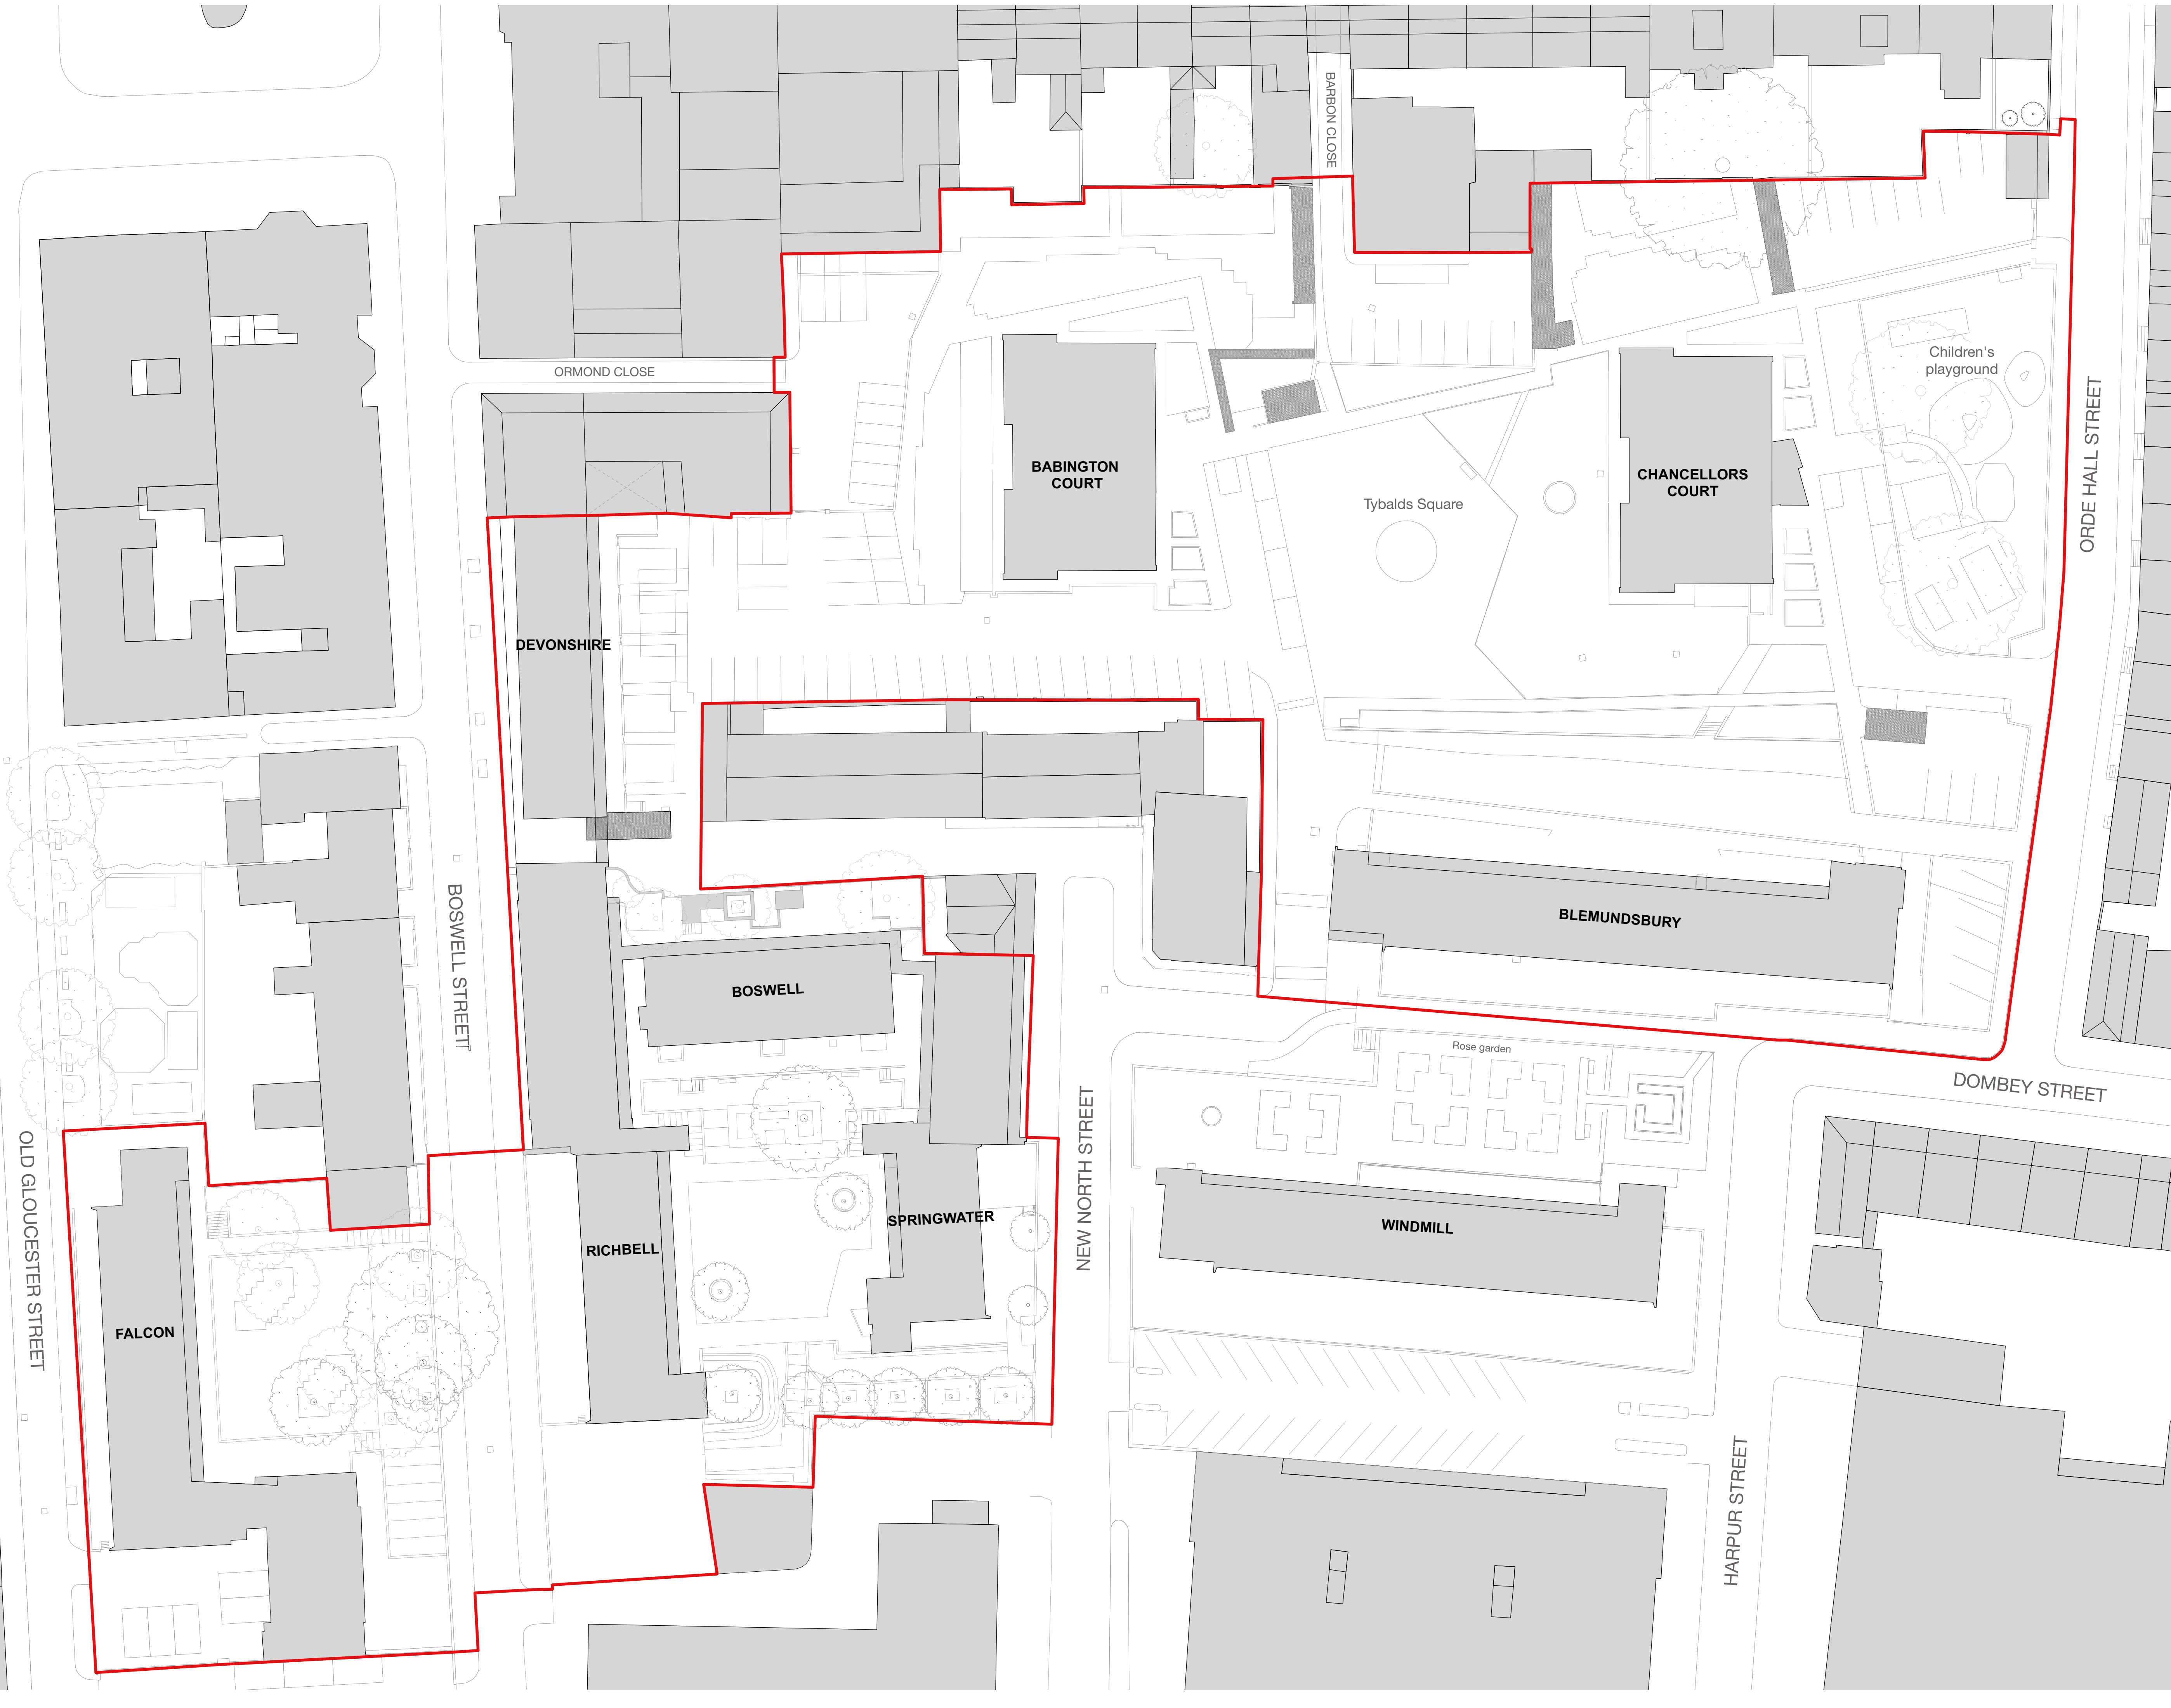 BARBON CLOSE
ORMOND CLOSE
Children's
playground
ORDE HALL STREET
BABINGTON
COURT
CHANCELLORS
COURT
Tybalds Square
DEVONSHIRE
BOSWELL STREET
BLEMUNDSBURY
BOSWELL
Rose garden
DOMBEY STREET
OLD GLOUCESTER STREET
NEW NORTH STREET
SPRINGWATER
WINDMILL
RICHBELL
FALCON
HARPUR STREET